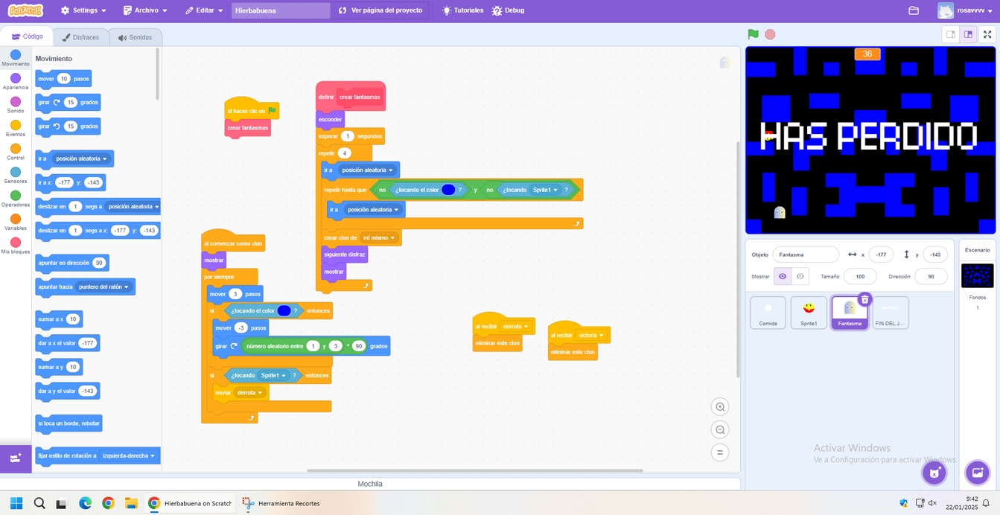 SCRATCH Settings Archivo Editar Hierbabuena Ver página del proyecto Tutoriales Debug rosavvvv
Código Disfraces Sonidos
Movimiento
Apariencia
Sonido
Eventos
Control
Sensores
Operadores
Variables
Mis bloques
Movimiento
mover 10 pasos
girar 15 grados
girar 15 grados
ir a posición aleatoria
ir a x: -177 y: -143
deslizar en 1 segs a posición aleatoria
deslizar en 1 segs a x: -177 y: -143
apuntar en dirección 90
apuntar hacia puntero del ratón
sumar a x 10
dar a x el valor -177
sumar a y 10
dar a y el valor -143
si toca un borde, rebotar
fijar estilo de rotación a izquierda-derecha
al hacer clic en
crear fantasmas
definir crear fantasmas
esconder
esperar 1 segundos
repetir 4
ir a posición aleatoria
repetir hasta que no ¿tocando el color ? y no ¿tocando Sprite1 ?
ir a posición aleatoria
crear clon de mí mismo
siguiente disfraz
mostrar
al comenzar como clon
mostrar
por siempre
mover 3 pasos
si ¿tocando el color ? entonces
mover -3 pasos
girar número aleatorio entre 1 y 3 * 90 grados
si ¿tocando Sprite1 ? entonces
enviar derrota
al recibir derrota
eliminar este clon
al recibir victoria
eliminar este clon
36
HAS PERDIDO
Objeto Fantasma x -177 y -143
Mostrar Tamaño 100 Dirección 90
Comida Sprite1 Fantasma FIN DEL J...
Escenario
Fondos
1
Activar Windows
Ve a Configuración para activar Windows.
Mochila
Hierbabuena on Scratch
Herramienta Recortes
9:42
22/01/2025